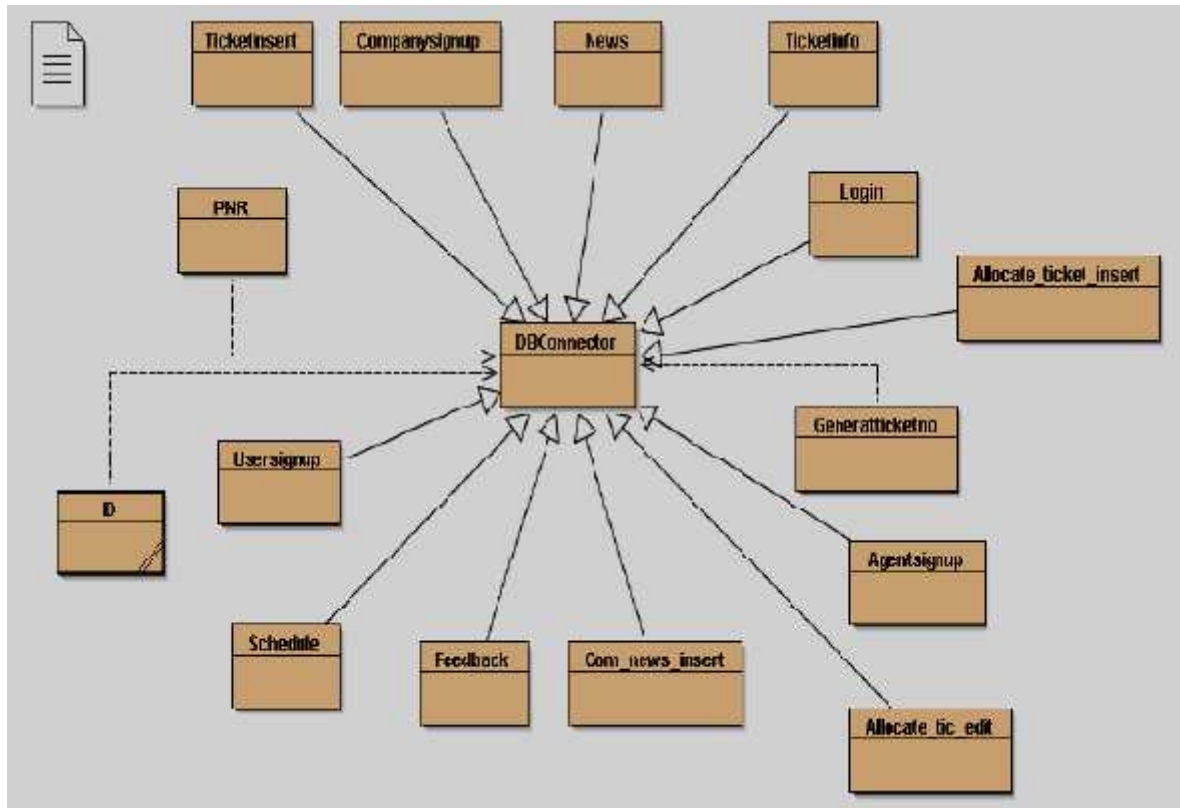 Ticketinsert
Companysignup
News
Ticketinfo
PNR
Login
Allocate_ticket_insert
DBConnector
Generatticketno
Usersignup
ID
Agentsignup
Schedule
Feedback
Com_news_insert
Allocate_tic_edit